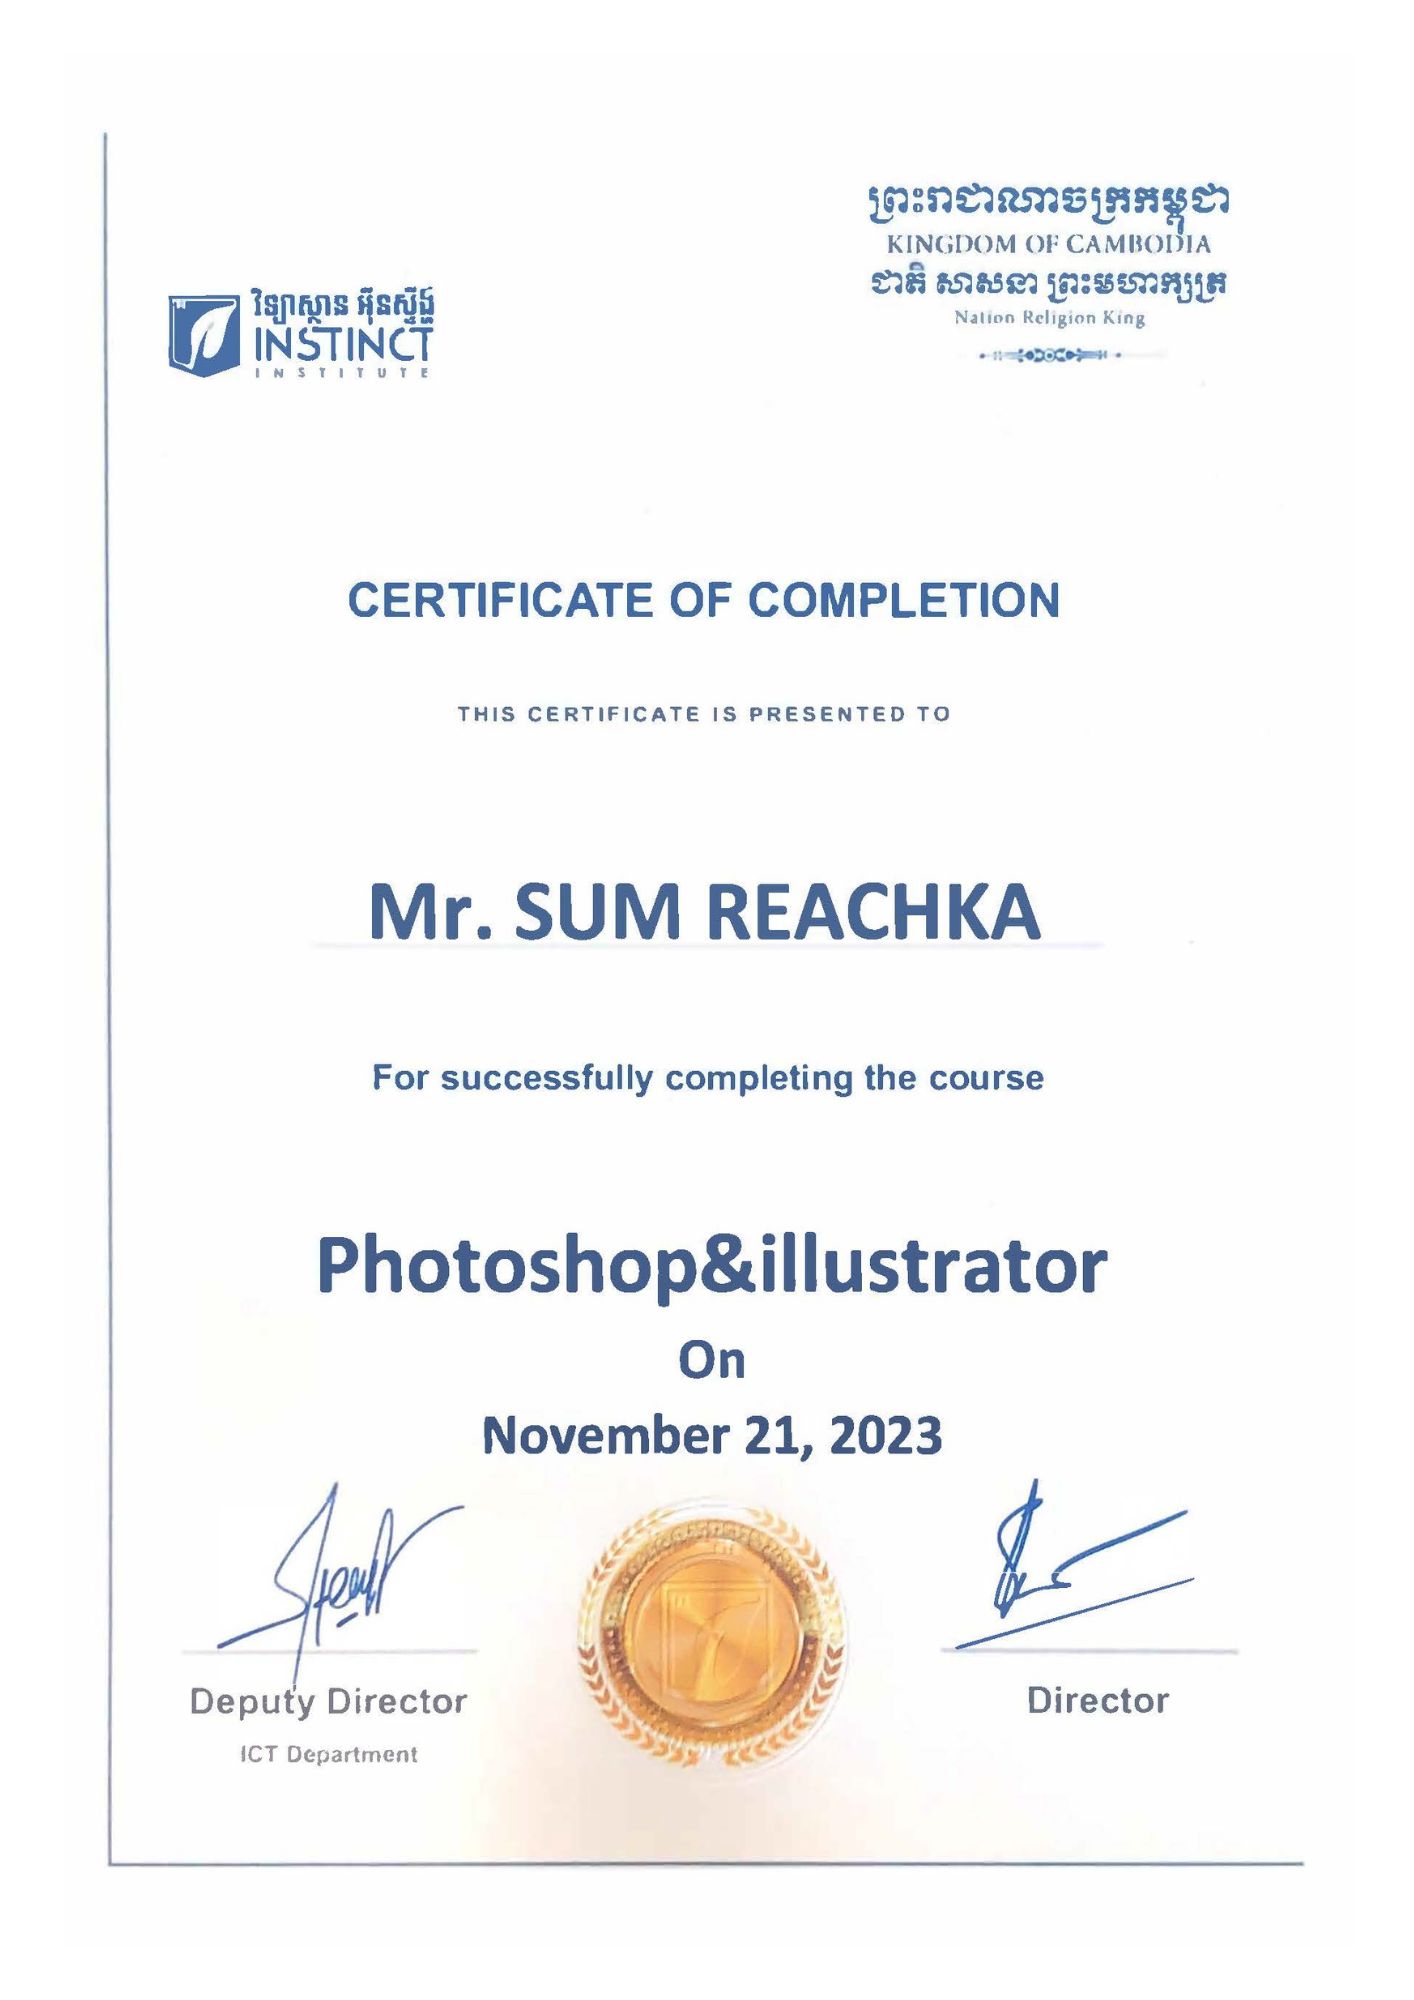 ព្រះរាជាណាចក្រកម្ពុជា
KINGDOM OF CAMBODIA
ជាតិ សាសនា ព្រះមហាក្សត្រ
Nation Religion King
វិទ្យាស្ថាន អ៊ីនស្ទីង
INSTINCT
INSTITUTE
CERTIFICATE OF COMPLETION
THIS CERTIFICATE IS PRESENTED TO
Mr. SUM REACHKA
For successfully completing the course
Photoshop&illustrator
On
November 21, 2023
Deputy Director
ICT Department
Director